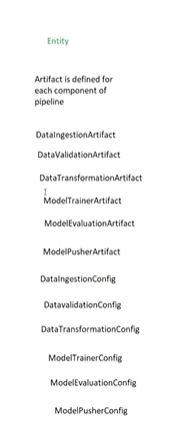 Entity
Artifact is defined for
each component of
pipeline
DataIngestionArtifact
DataValidationArtifact
DataTransformationArtifact
ModelTrainerArtifact
ModelEvaluationArtifact
ModelPusherArtifact
DataIngestionConfig
DatavalidationConfig
DataTransformationConfig
ModelTrainerConfig
ModelEvaluationConfig
ModelPusherConfig